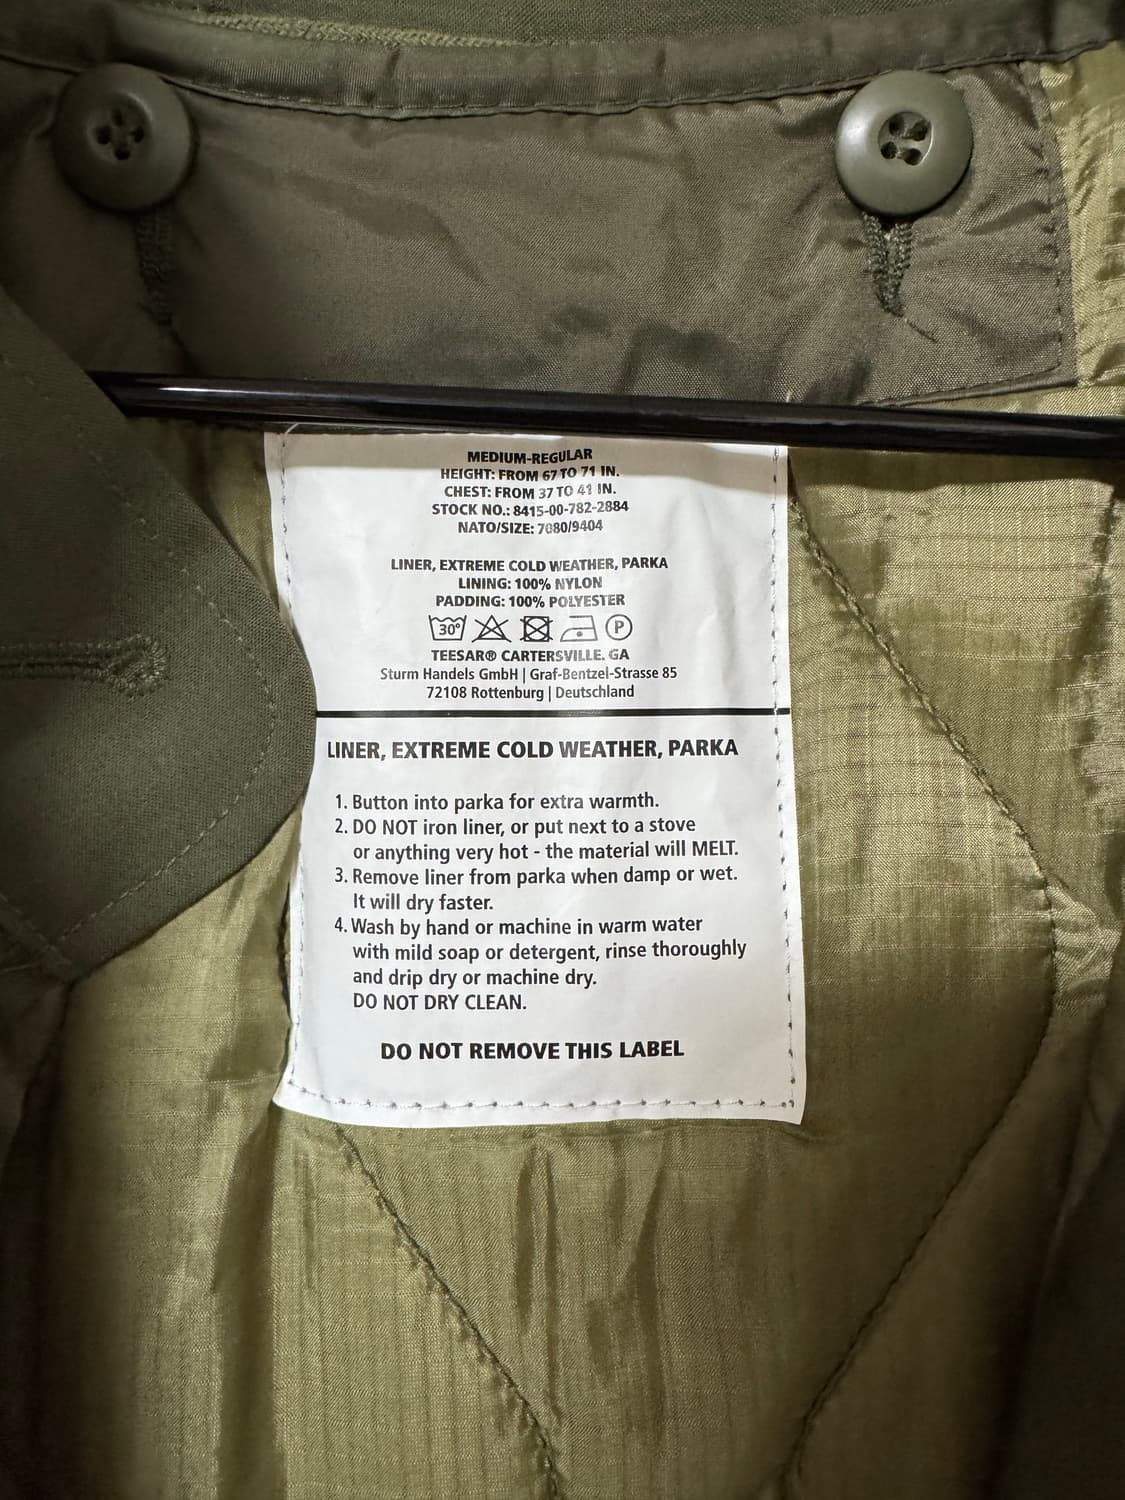 MEDIUM-REGULAR
HEIGHT: FROM 67 TO 71 IN.
CHEST: FROM 37 TO 41 IN.
STOCK NO.: 8415-00-782-2884
NATO/SIZE: 7080/9404
LINER, EXTREME COLD WEATHER, PARKA
LINING: 100% NYLON
PADDING: 100% POLYESTER
30° P
TEESAR® CARTERSVILLE. GA
Sturm Handels GmbH | Graf-Bentzel-Strasse 85
72108 Rottenburg | Deutschland
LINER, EXTREME COLD WEATHER, PARKA
1. Button into parka for extra warmth.
2. DO NOT iron liner, or put next to a stove
or anything very hot - the material will MELT.
3. Remove liner from parka when damp or wet.
It will dry faster.
4. Wash by hand or machine in warm water
with mild soap or detergent, rinse thoroughly
and drip dry or machine dry.
DO NOT DRY CLEAN.
DO NOT REMOVE THIS LABEL